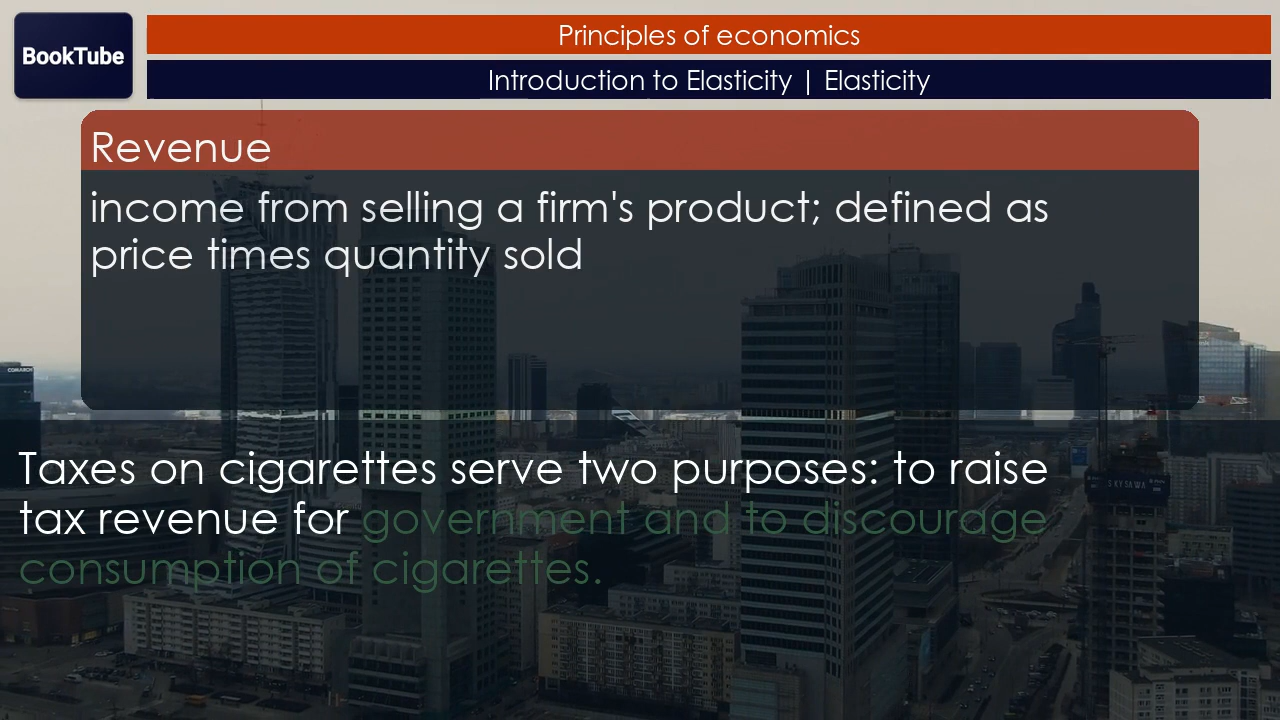 BookTube
Principles of economics
Introduction to Elasticity | Elasticity
Revenue
income from selling a firm's product; defined as
price times quantity sold
COMARCH
Taxes on cigarettes serve two purposes: to raise
SKYSAWA
tax revenue for government and to discourage
consumption of cigarettes.